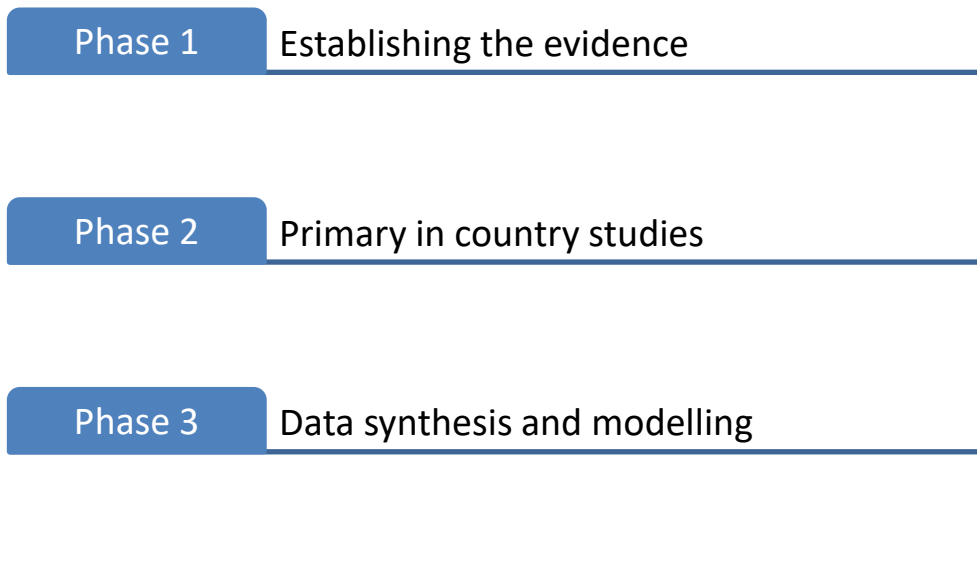 Phase 1 Establishing the evidence
Phase 2 Primary in country studies
Phase 3 Data synthesis and modelling